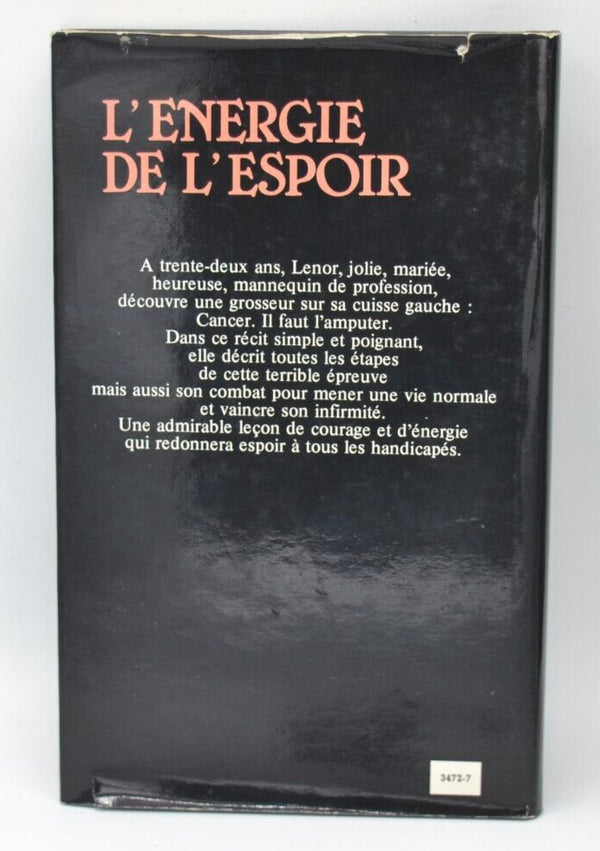 L'ENERGIE
DE L'ESPOIR
A trente-deux ans, Lenor, jolie, mariée,
heureuse, mannequin de profession,
découvre une grosseur sur sa cuisse gauche :
Cancer. Il faut l'amputer.
Dans ce récit simple et poignant,
elle décrit toutes les étapes
de cette terrible épreuve
mais aussi son combat pour mener une vie normale
et vaincre son infirmité.
Une admirable leçon de courage et d'énergie
qui redonnera espoir à tous les handicapés.
3472-7